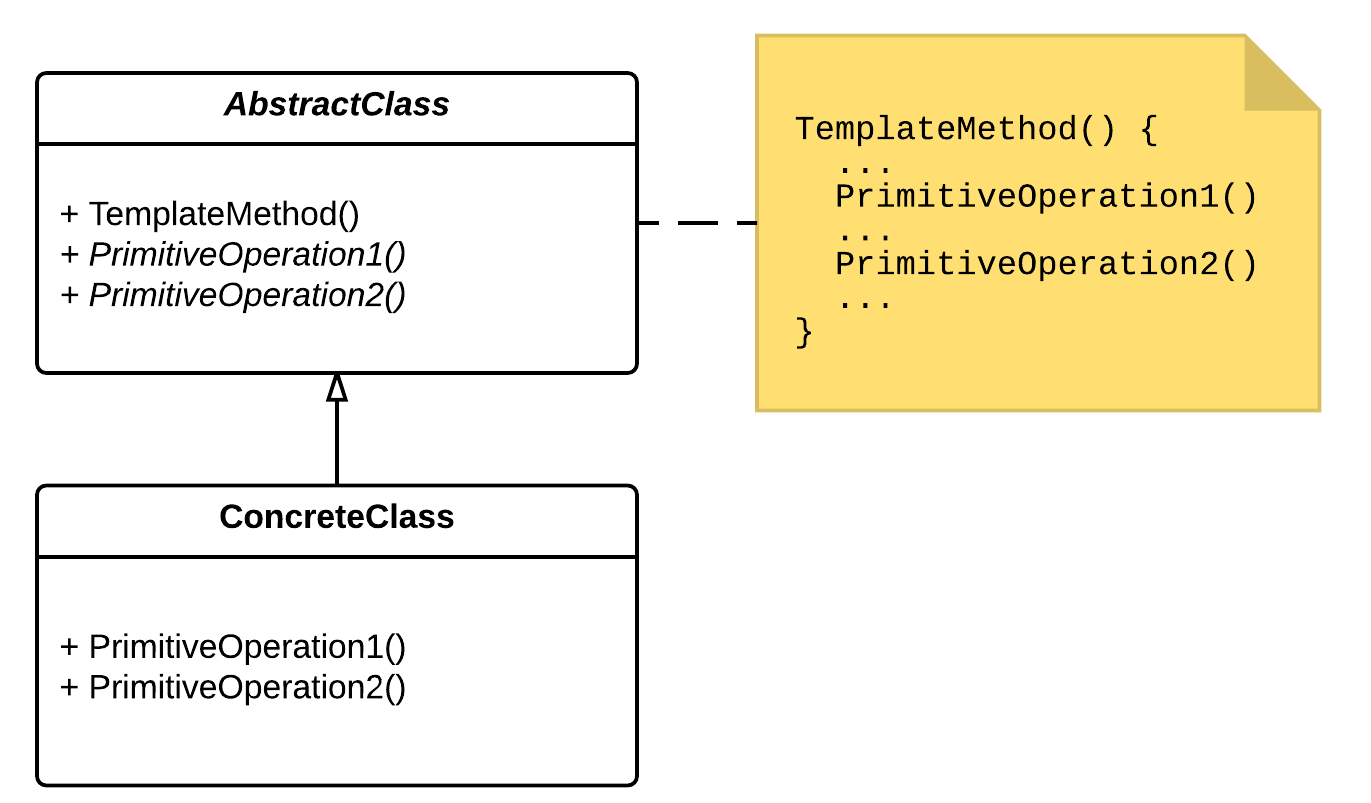 AbstractClass
+ TemplateMethod()
+ PrimitiveOperation1()
+ PrimitiveOperation2()
TemplateMethod() {
...
PrimitiveOperation1()
...
PrimitiveOperation2()
...
}
ConcreteClass
+ PrimitiveOperation1()
+ PrimitiveOperation2()